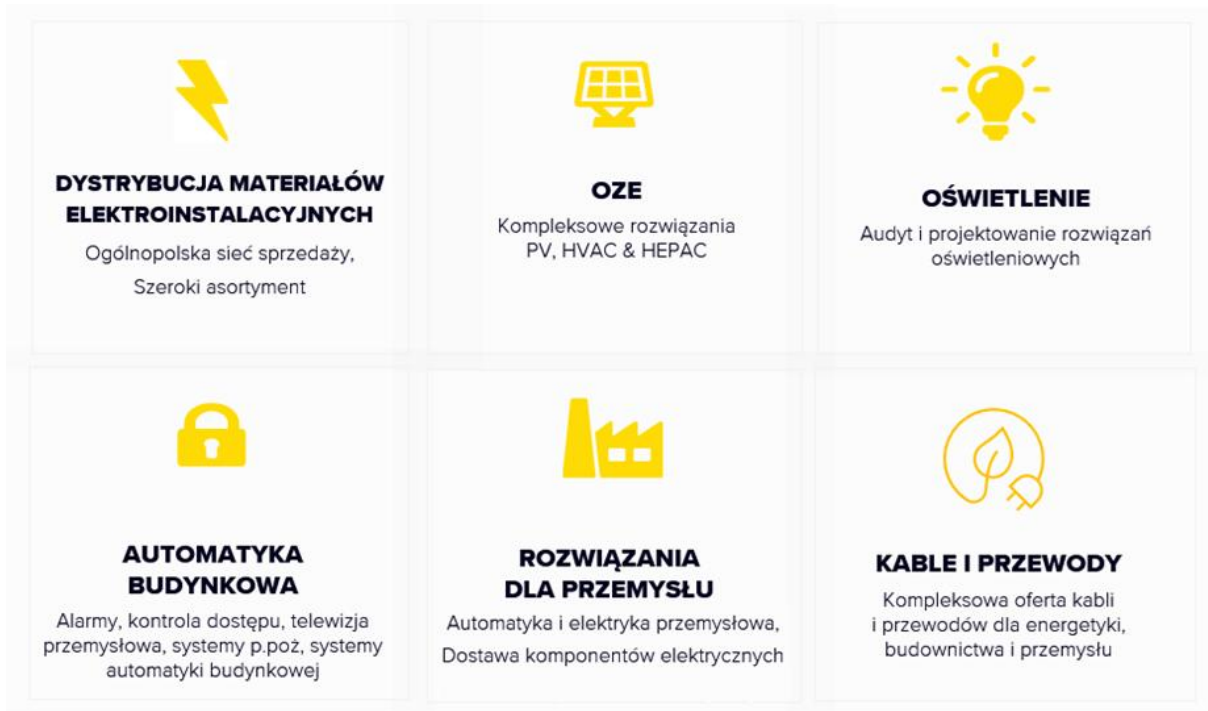 DYSTRYBUCJA MATERIAŁÓW
ELEKTROINSTALACYJNYCH
Ogólnopolska sieć sprzedaży,
Szeroki asortyment
OZE
Kompleksowe rozwiązania
PV, HVAC & HEPAC
OŚWIETLENIE
Audyt i projektowanie rozwiązań
oświetleniowych
AUTOMATYKA
BUDYNKOWA
Alarmy, kontrola dostępu, telewizja
przemysłowa, systemy p.poż, systemy
automatyki budynkowej
ROZWIĄZANIA
DLA PRZEMYSŁU
Automatyka i elektryka przemysłowa,
Dostawa komponentów elektrycznych
KABLE I PRZEWODY
Kompleksowa oferta kabli
i przewodów dla energetyki,
budownictwa i przemysłu